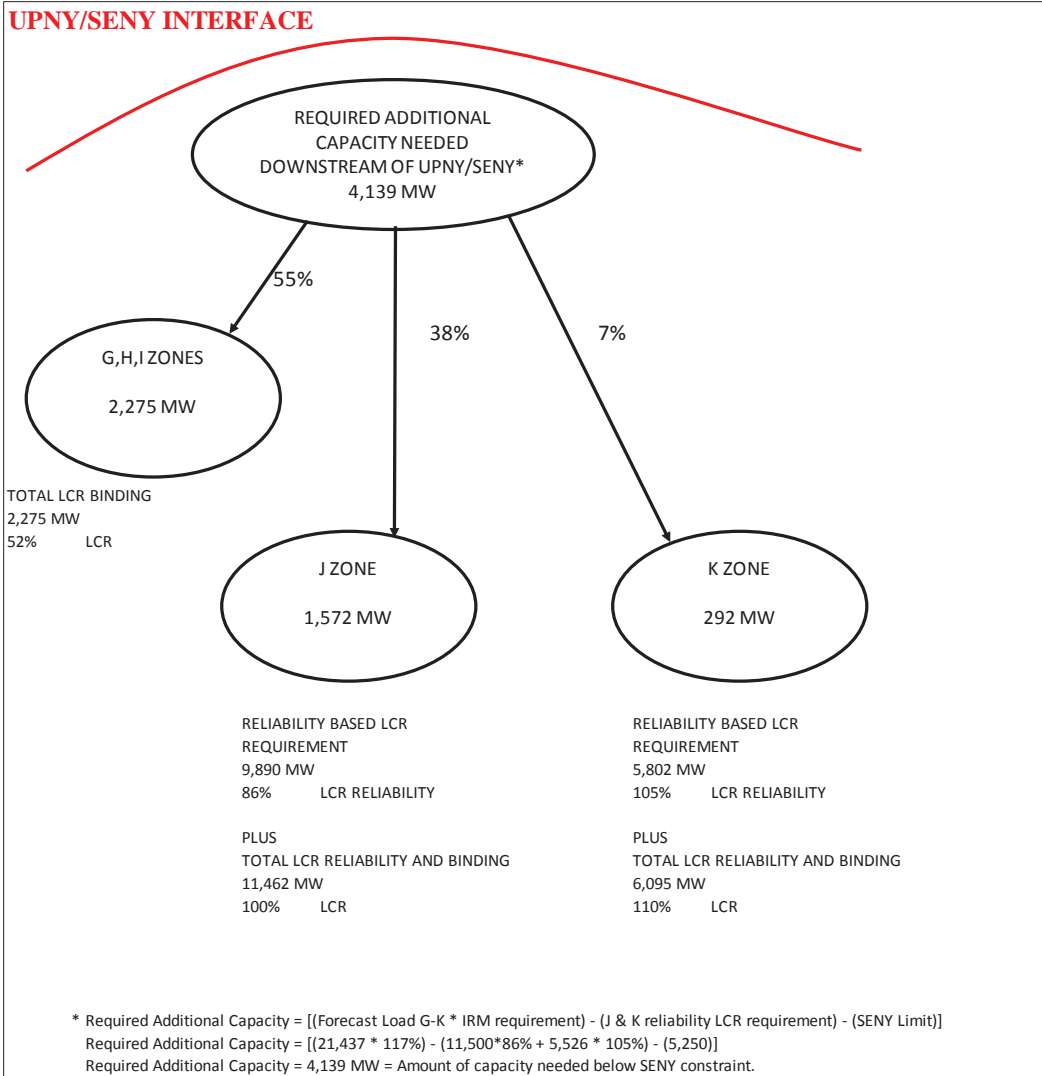 UPNY/SENY INTERFACE
REQUIRED ADDITIONAL
CAPACITY NEEDED
DOWNSTREAM OF UPNY/SENY*
4,139 MW
55%
38%
7%
G,H,I ZONES
2,275 MW
TOTAL LCR BINDING
2,275 MW
52% LCR
J ZONE
1,572 MW
K ZONE
292 MW
RELIABILITY BASED LCR
REQUIREMENT
9,890 MW
86% LCR RELIABILITY
PLUS
TOTAL LCR RELIABILITY AND BINDING
11,462 MW
100% LCR
RELIABILITY BASED LCR
REQUIREMENT
5,802 MW
105% LCR RELIABILITY
PLUS
TOTAL LCR RELIABILITY AND BINDING
6,095 MW
110% LCR
* Required Additional Capacity = [(Forecast Load G-K * IRM requirement) - (J & K reliability LCR requirement) - (SENY Limit)]
Required Additional Capacity = [(21,437 * 117%) - (11,500*86% + 5,526 * 105%) - (5,250)]
Required Additional Capacity = 4,139 MW = Amount of capacity needed below SENY constraint.